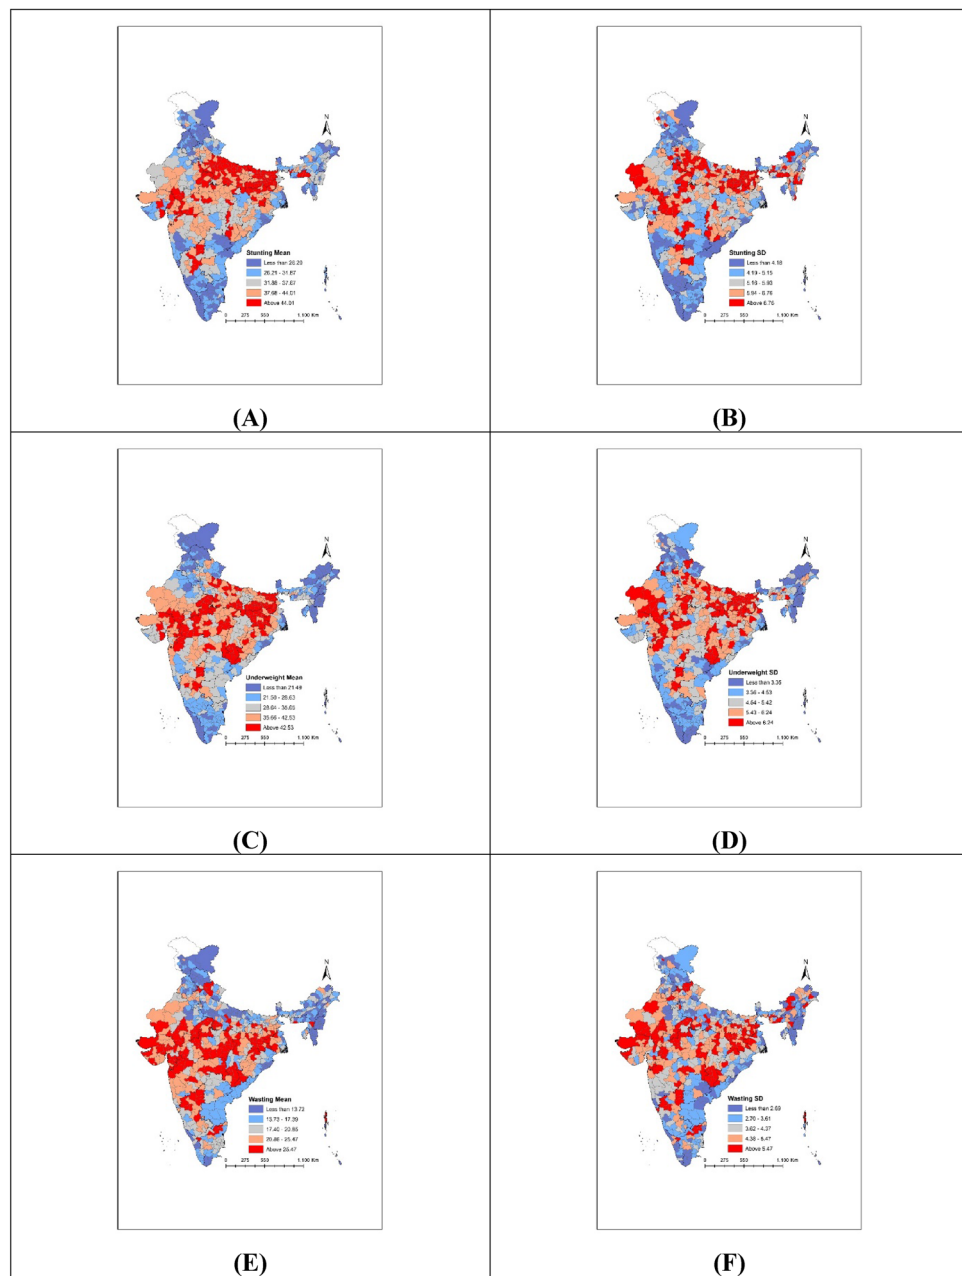 N
Stunting Mean
Less than 26.20
26.21 - 31.87
31.88 - 37.67
37.68 - 44.01
Above 44.01
0 275 550 1,100 Km
(A)
N
Stunting SD
Less than 4.18
4.19 - 5.15
5.16 - 5.93
5.94 - 6.76
Above 6.76
0 275 550 1,100 Km
(B)
N
Underweight Mean
Less than 21.49
28.64 - 35.65
35.66 - 42.53
Above 42.53
0 275 550 1,100 Km
(C)
N
Underweight SD
Less than 3.35
3.36 - 4.53
4.54 - 5.42
5.43 - 6.24
Above 6.24
0 275 550 1,100 Km
(D)
N
Wasting Mean
Less than 13.72
13.73 - 17.39
17.40 - 20.85
20.86 - 25.47
Above 25.47
0 275 550 1,100 Km
(E)
N
Wasting SD
Less than 2.69
2.70 - 3.61
3.62 - 4.37
4.38 - 5.47
Above 5.47
0 275 550 1,100 Km
(F)